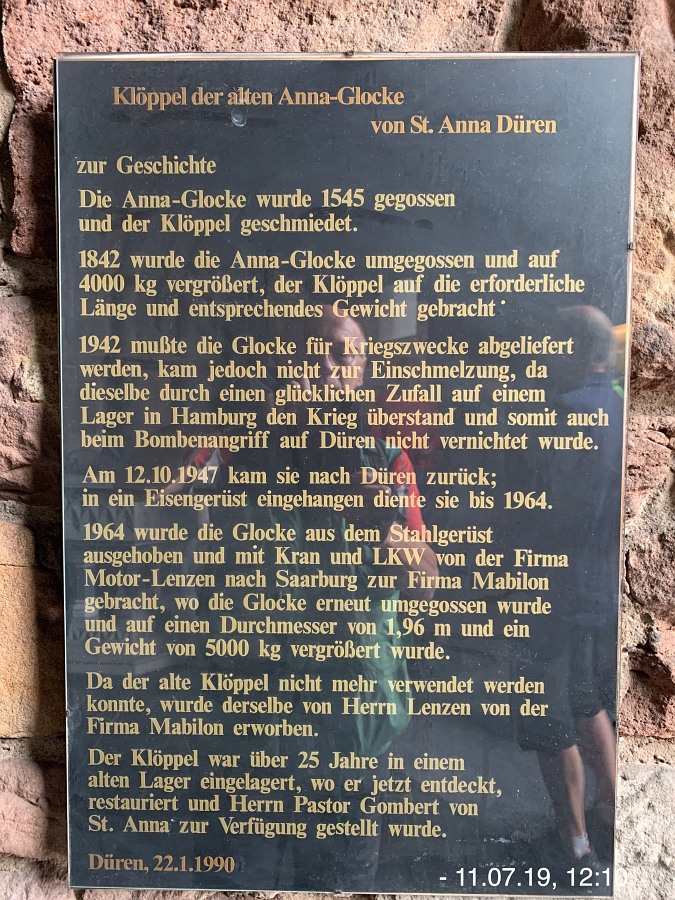 Klöppel der alten Anna-Glocke
von St. Anna Düren
zur Geschichte
Die Anna-Glocke wurde 1545 gegossen
und der Klöppel geschmiedet.
1842 wurde die Anna-Glocke umgegossen und auf
4000 kg vergrößert, der Klöppel auf die erforderliche
Länge und entsprechendes Gewicht gebracht.
1942 mußte die Glocke für Kriegszwecke abgeliefert
werden, kam jedoch nicht zur Einschmelzung, da
dieselbe durch einen glücklichen Zufall auf einem
Lager in Hamburg den Krieg überstand und somit auch
beim Bombenangriff auf Düren nicht vernichtet wurde.
Am 12.10.1947 kam sie nach Düren zurück;
in ein Eisengerüst eingehangen diente sie bis 1964.
1964 wurde die Glocke aus dem Stahlgerüst
ausgehoben und mit Kran und LKW von der Firma
Motor-Lenzen nach Saarburg zur Firma Mabilon
gebracht, wo die Glocke erneut umgegossen wurde
und auf einen Durchmesser von 1,96 m und ein
Gewicht von 5000 kg vergrößert wurde.
Da der alte Klöppel nicht mehr verwendet werden
konnte, wurde derselbe von Herrn Lenzen von der
Firma Mabilon erworben.
Der Klöppel war über 25 Jahre in einem
alten Lager eingelagert, wo er jetzt entdeckt,
restauriert und Herrn Pastor Gombert von
St. Anna zur Verfügung gestellt wurde.
Düren, 22.1.1990
- 11.07.19,